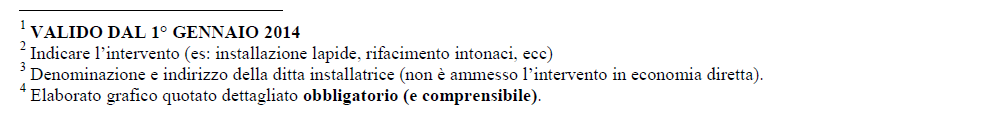 1 VALIDO DAL 1° GENNAIO 2014
2 Indicare l’intervento (es: installazione lapide, rifacimento intonaci, ecc)
3 Denominazione e indirizzo della ditta installatrice (non è ammesso l’intervento in economia diretta).
4 Elaborato grafico quotato dettagliato obbligatorio (e comprensibile).